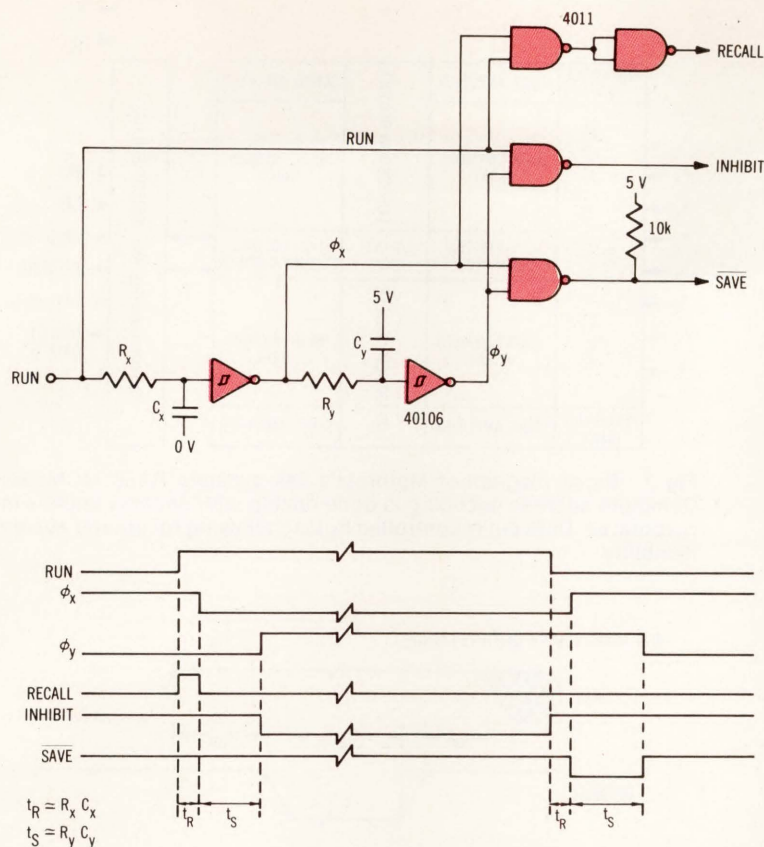 4011
RECALL
RUN
INHIBIT
5 V
10k
ϕx
SAVE
5 V
Cy
ϕy
RUN
Rx
Ry
Cx
40106
0 V
RUN
ϕx
ϕy
RECALL
INHIBIT
SAVE
tR ≃ Rx Cx
tR
tS
tR
tS
tS ≃ Ry Cy